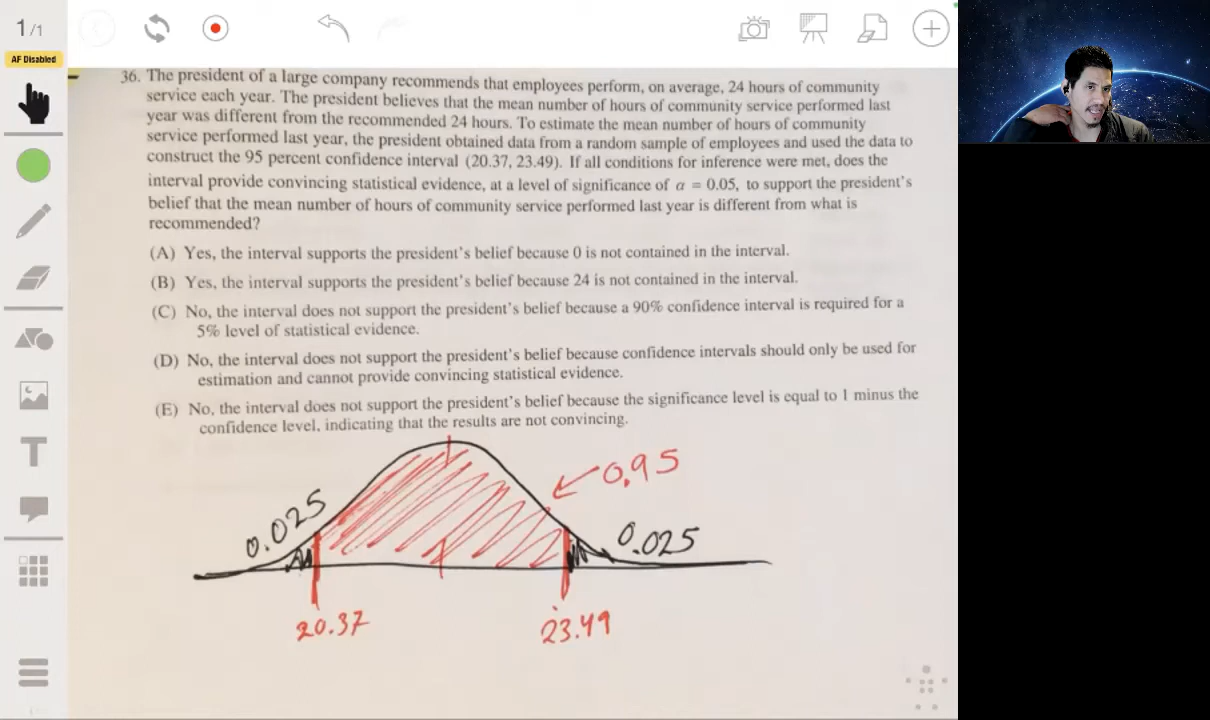 1/1
AF Disabled
36. The president of a large company recommends that employees perform, on average, 24 hours of community
service each year. The president believes that the mean number of hours of community service performed last
year was different from the recommended 24 hours. To estimate the mean number of hours of community
service performed last year, the president obtained data from a random sample of employees and used the data to
construct the 95 percent confidence interval (20.37, 23.49). If all conditions for inference were met, does the
interval provide convincing statistical evidence, at a level of significance of α = 0.05, to support the president's
belief that the mean number of hours of community service performed last year is different from what is
recommended?
(A) Yes, the interval supports the president's belief because 0 is not contained in the interval.
(B) Yes, the interval supports the president's belief because 24 is not contained in the interval.
(C) No, the interval does not support the president's belief because a 90% confidence interval is required for a
5% level of statistical evidence.
(D) No, the interval does not support the president's belief because confidence intervals should only be used for
estimation and cannot provide convincing statistical evidence.
(E) No, the interval does not support the president's belief because the significance level is equal to 1 minus the
confidence level, indicating that the results are not convincing.
0.95
0.025
0.025
20.37
23.49
T